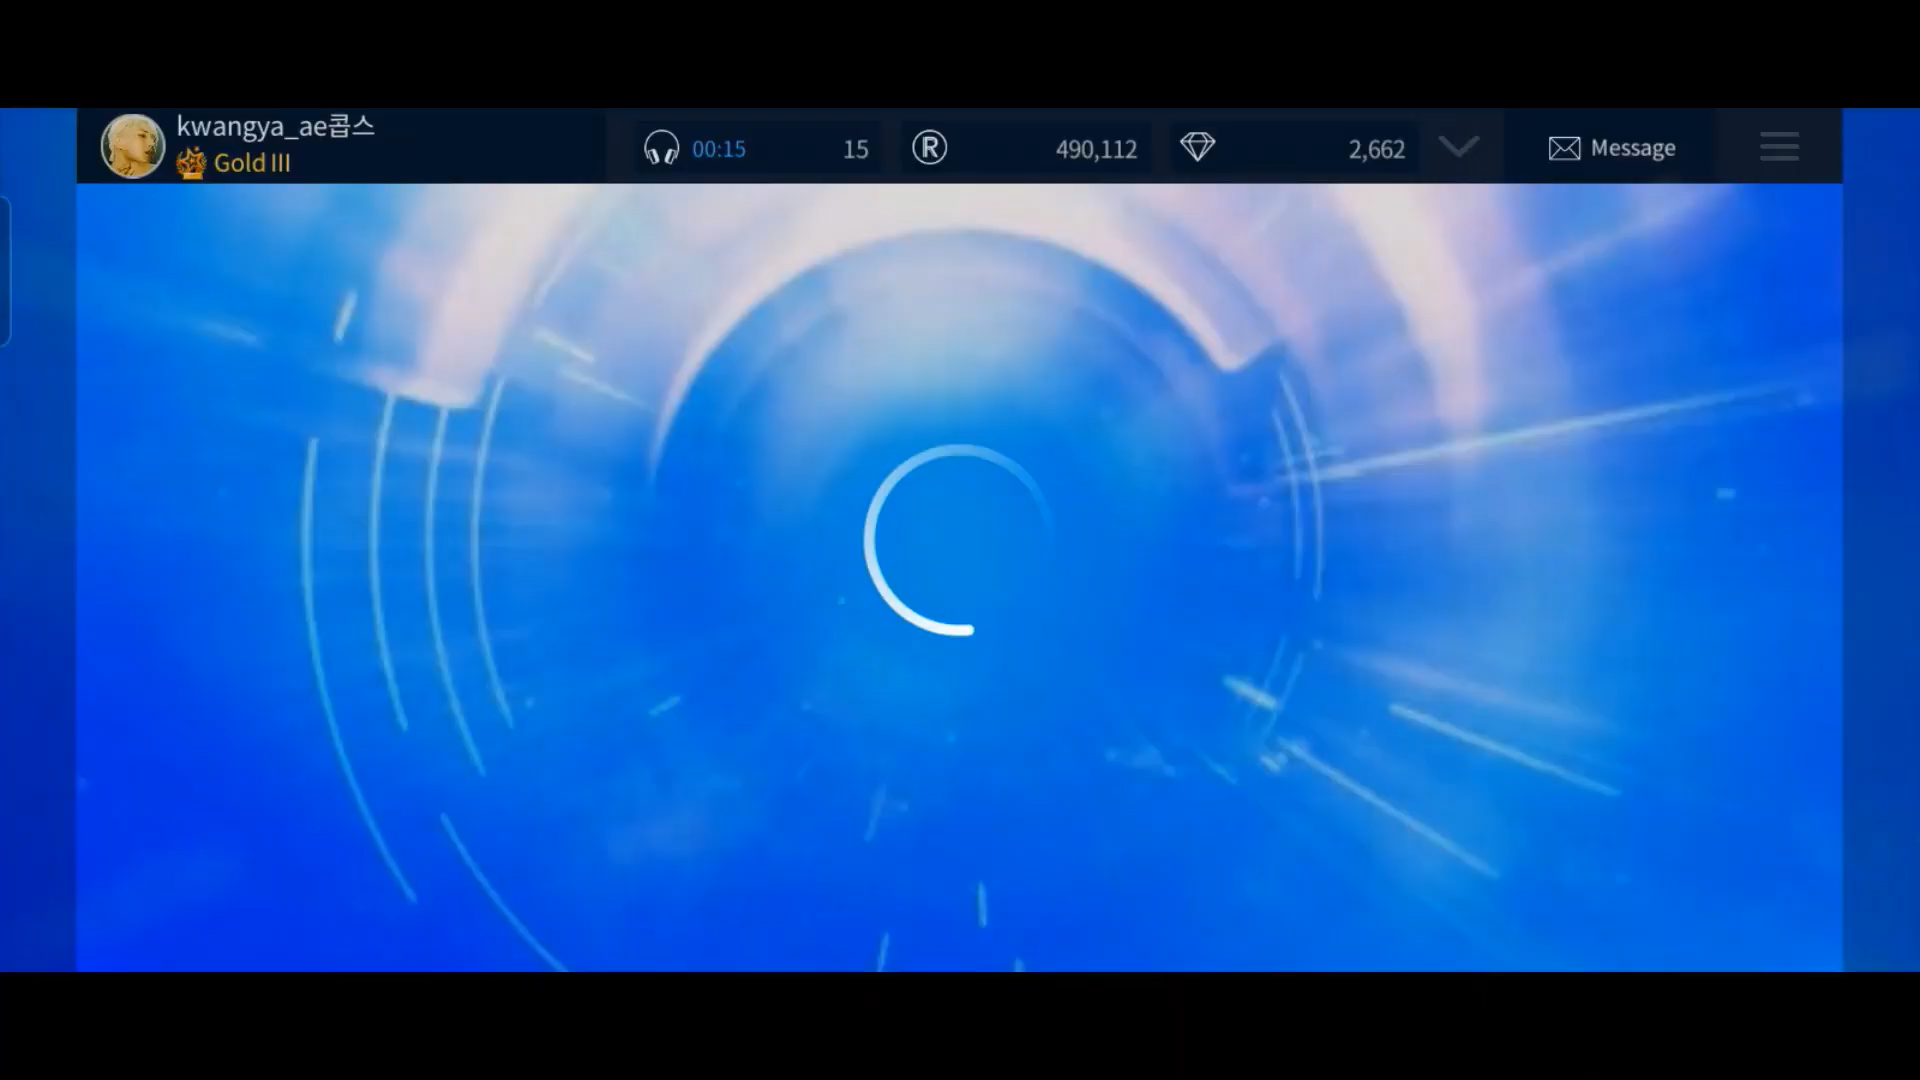 kwangya_ae콥스
Gold III
00:15 15
R 490,112
2,662
Message